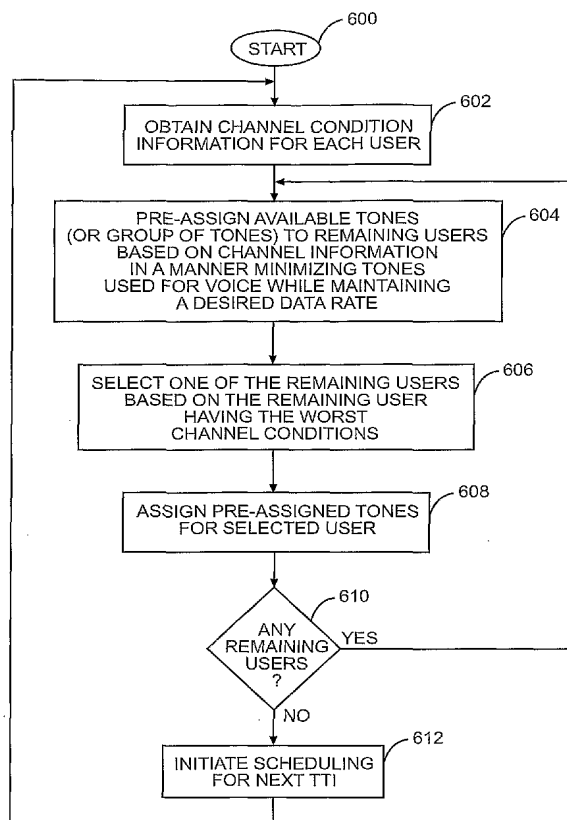 600
START
602
OBTAIN CHANNEL CONDITION
INFORMATION FOR EACH USER
604
PRE-ASSIGN AVAILABLE TONES
(OR GROUP OF TONES) TO REMAINING USERS
BASED ON CHANNEL INFORMATION
IN A MANNER MINIMIZING TONES
USED FOR VOICE WHILE MAINTAINING
A DESIRED DATA RATE
606
SELECT ONE OF THE REMAINING USERS
BASED ON THE REMAINING USER
HAVING THE WORST
CHANNEL CONDITIONS
608
ASSIGN PRE-ASSIGNED TONES
FOR SELECTED USER
610
ANY
REMAINING
USERS
?
YES
NO
612
INITIATE SCHEDULING
FOR NEXT TTI